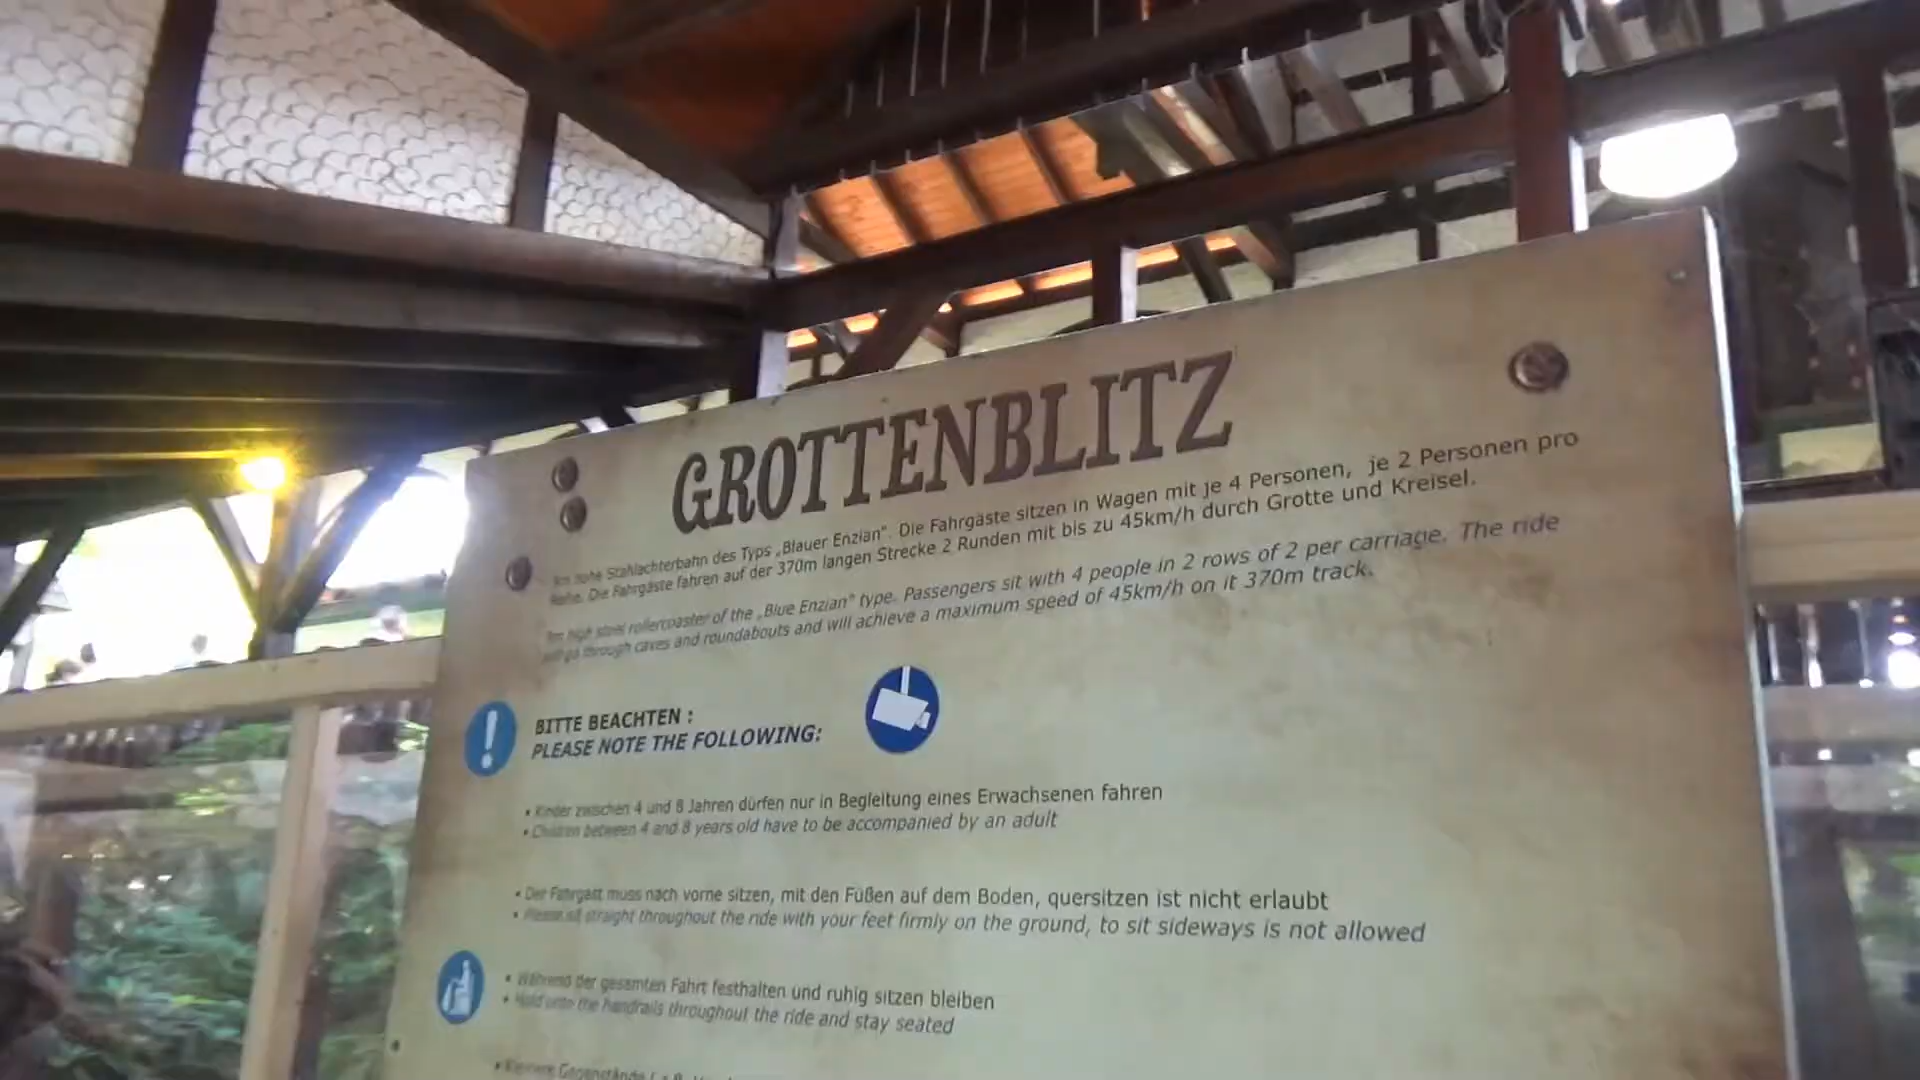 GROTTENBLITZ
hohe Stahlachterbahn des Typs „Blauer Enzian". Die Fahrgäste sitzen in Wagen mit je 4 Personen, je 2 Personen pro
Reihe. Die Fahrgäste fahren auf der 370m langen Strecke 2 Runden mit bis zu 45km/h durch Grotte und Kreisel.
high steel rollercoaster of the „Blue Enzian" type. Passengers sit with 4 people in 2 rows of 2 per carriage. The ride
go through caves and roundabouts and will achieve a maximum speed of 45km/h on it 370m track.
BITTE BEACHTEN :
PLEASE NOTE THE FOLLOWING:
• Kinder zwischen 4 und 8 Jahren dürfen nur in Begleitung eines Erwachsenen fahren
• Children between 4 and 8 years old have to be accompanied by an adult
• Der Fahrgast muss nach vorne sitzen, mit den Füßen auf dem Boden, quersitzen ist nicht erlaubt
• Please sit straight throughout the ride with your feet firmly on the ground, to sit sideways is not allowed
• Während der gesamten Fahrt festhalten und ruhig sitzen bleiben
• Hold onto the handrails throughout the ride and stay seated
• Kleinere Gegenstände